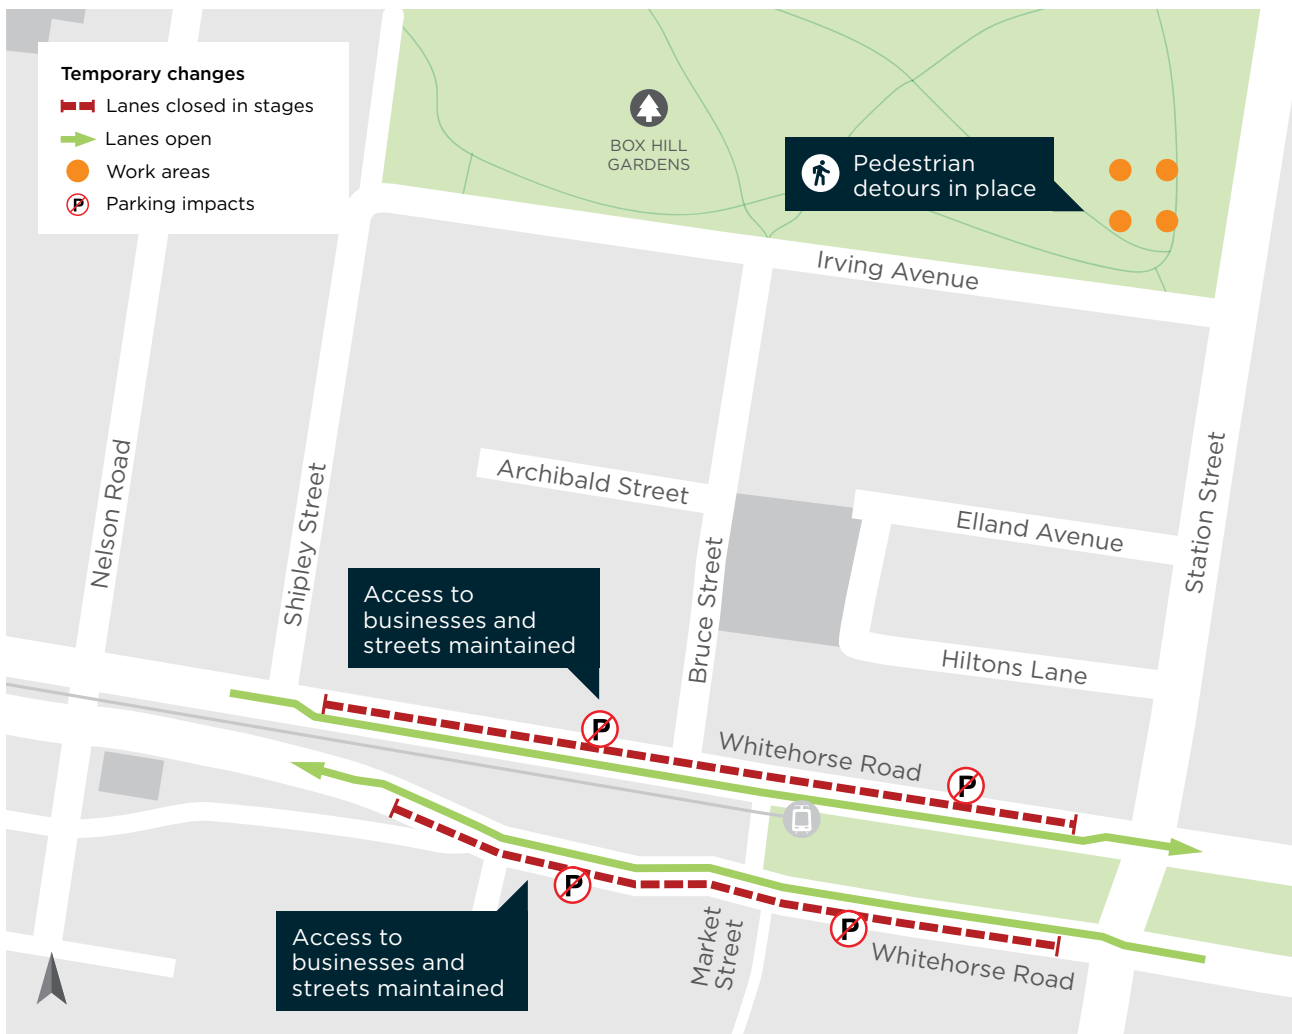 Temporary changes
Lanes closed in stages
Lanes open
Work areas
P Parking impacts
BOX HILL
GARDENS
Pedestrian
detours in place
Irving Avenue
Archibald Street
Elland Avenue
Nelson Road
Shipley Street
Bruce Street
Station Street
Hiltons Lane
Access to
businesses and
streets maintained
P
Whitehorse Road
P
P
P
Market
Street
Whitehorse Road
Access to
businesses and
streets maintained